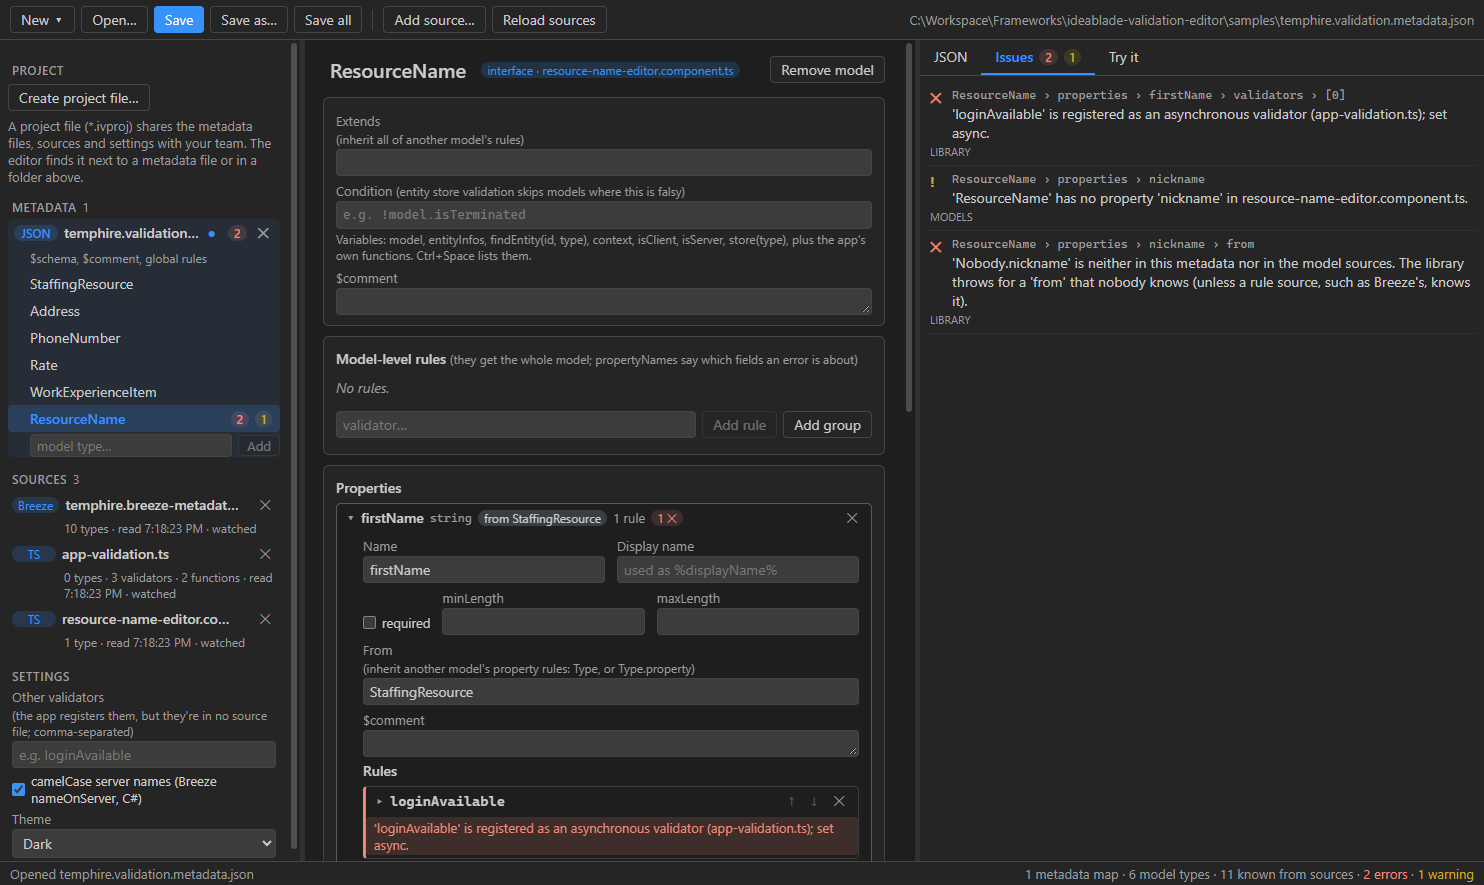 New ▾ Open... Save Save as... Save all Add source... Reload sources C:\Workspace\Frameworks\ideablade-validation-editor\samples\temphire.validation.metadata.json
PROJECT
Create project file...
A project file (*.ivproj) shares the metadata
files, sources and settings with your team. The
editor finds it next to a metadata file or in a
folder above.
METADATA 1
JSON temphire.validation... ● 2 ✕
$schema, $comment, global rules
StaffingResource
Address
PhoneNumber
Rate
WorkExperienceItem
ResourceName 2 1
model type... Add
SOURCES 3
Breeze temphire.breeze-metadat... ✕
10 types · read 7:18:23 PM · watched
TS app-validation.ts ✕
0 types · 3 validators · 2 functions · read
7:18:23 PM · watched
TS resource-name-editor.co... ✕
1 type · read 7:18:23 PM · watched
SETTINGS
Other validators
(the app registers them, but they're in no source
file; comma-separated)
e.g. loginAvailable
camelCase server names (Breeze
nameOnServer, C#)
Theme
Dark
ResourceName interface · resource-name-editor.component.ts Remove model
Extends
(inherit all of another model's rules)
Condition (entity store validation skips models where this is falsy)
e.g. !model.isTerminated
Variables: model, entityInfos, findEntity(id, type), context, isClient, isServer, store(type), plus the app's
own functions. Ctrl+Space lists them.
$comment
Model-level rules (they get the whole model; propertyNames say which fields an error is about)
No rules.
validator... Add rule Add group
Properties
▾ firstName string from StaffingResource 1 rule 1✕ ✕
Name Display name
firstName used as %displayName%
minLength maxLength
required
From
(inherit another model's property rules: Type, or Type.property)
StaffingResource
$comment
Rules
▸ loginAvailable ↑ ↓ ✕
'loginAvailable' is registered as an asynchronous validator (app-validation.ts); set
async.
JSON Issues 2 1 Try it
✕ ResourceName › properties › firstName › validators › [0]
'loginAvailable' is registered as an asynchronous validator (app-validation.ts); set
async.
LIBRARY
! ResourceName › properties › nickname
'ResourceName' has no property 'nickname' in resource-name-editor.component.ts.
MODELS
✕ ResourceName › properties › nickname › from
'Nobody.nickname' is neither in this metadata nor in the model sources. The library
throws for a 'from' that nobody knows (unless a rule source, such as Breeze's, knows
it).
LIBRARY
Opened temphire.validation.metadata.json 1 metadata map · 6 model types · 11 known from sources · 2 errors · 1 warning